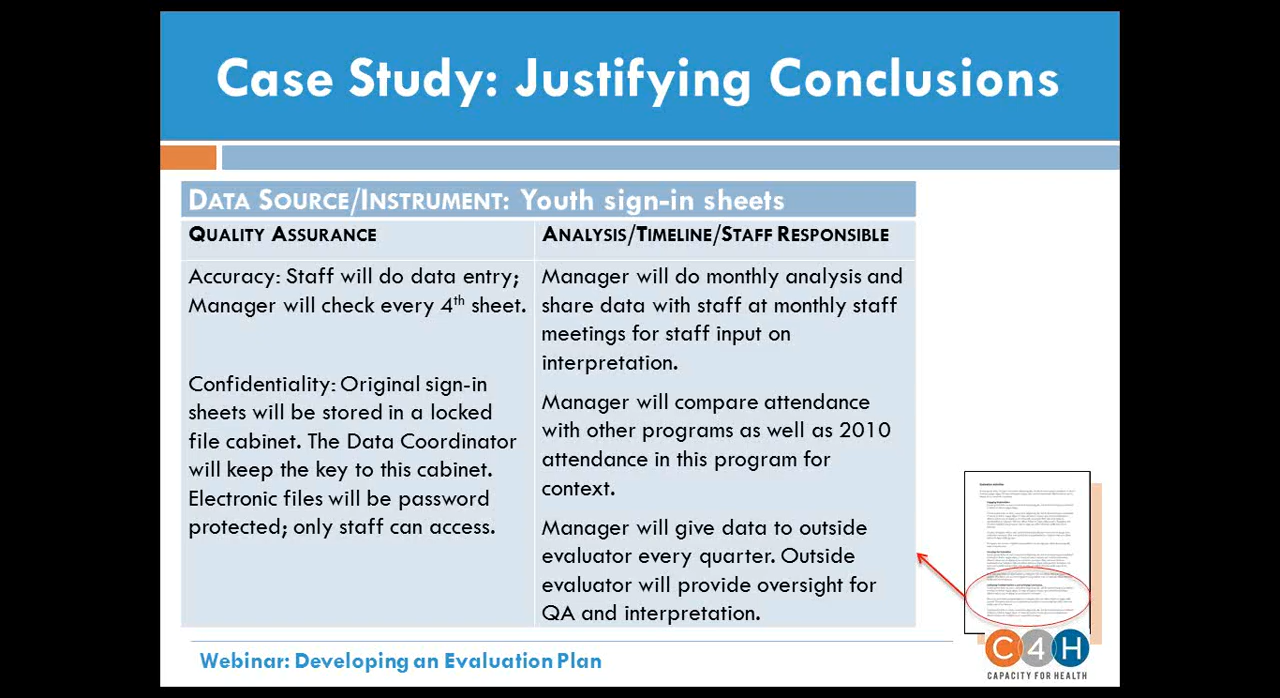 Case Study: Justifying Conclusions
DATA SOURCE/INSTRUMENT: Youth sign-in sheets
QUALITY ASSURANCE
Accuracy: Staff will do data entry;
Manager will check every 4th sheet.
Confidentiality: Original sign-in
sheets will be stored in a locked
file cabinet. The Data Coordinator
will keep the key to this cabinet.
Electronic files will be password
protected; only staff can access.
ANALYSIS/TIMELINE/STAFF RESPONSIBLE
Manager will do monthly analysis and
share data with staff at monthly staff
meetings for staff input on
interpretation.
Manager will compare attendance
with other programs as well as 2010
attendance in this program for
context.
Manager will give data to outside
evaluator every quarter. Outside
evaluator will provide oversight for
QA and interpretation.
Webinar: Developing an Evaluation Plan
C4H
CAPACITY FOR HEALTH